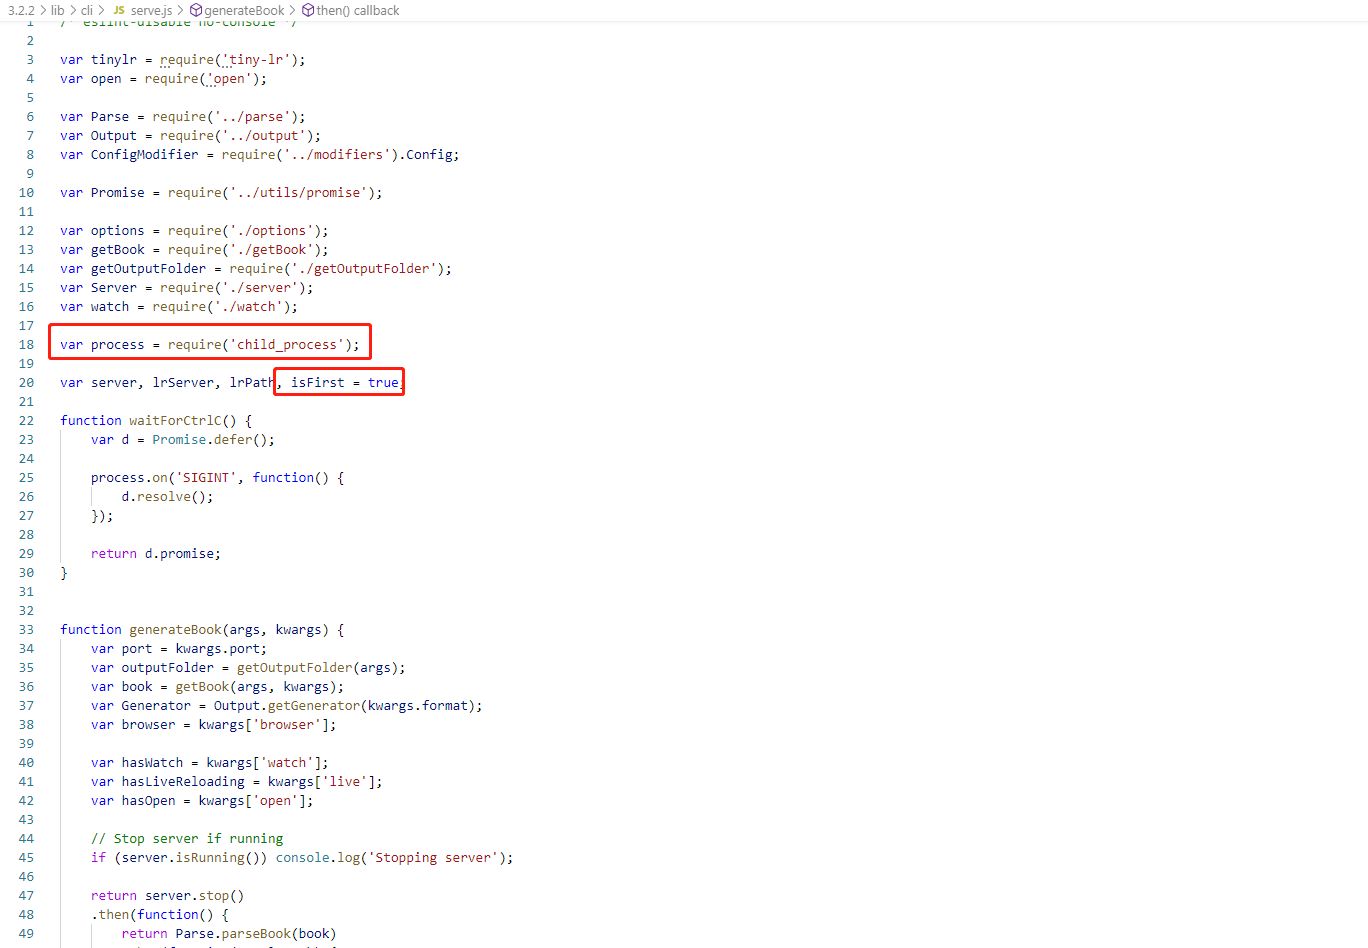 3.2.2 > lib > cli > JS serve.js > generateBook > then() callback
1 /* eslint-disable no-console */
2
3 var tinylr = require('tiny-lr');
4 var open = require('open');
5
6 var Parse = require('../parse');
7 var Output = require('../output');
8 var ConfigModifier = require('../modifiers').Config;
9
10 var Promise = require('../utils/promise');
11
12 var options = require('./options');
13 var getBook = require('./getBook');
14 var getOutputFolder = require('./getOutputFolder');
15 var Server = require('./server');
16 var watch = require('./watch');
17
18 var process = require('child_process');
19
20 var server, lrServer, lrPath, isFirst = true;
21
22 function waitForCtrlC() {
23     var d = Promise.defer();
24
25     process.on('SIGINT', function() {
26         d.resolve();
27     });
28
29     return d.promise;
30 }
31
32
33 function generateBook(args, kwargs) {
34     var port = kwargs.port;
35     var outputFolder = getOutputFolder(args);
36     var book = getBook(args, kwargs);
37     var Generator = Output.getGenerator(kwargs.format);
38     var browser = kwargs['browser'];
39
40     var hasWatch = kwargs['watch'];
41     var hasLiveReloading = kwargs['live'];
42     var hasOpen = kwargs['open'];
43
44     // Stop server if running
45     if (server.isRunning()) console.log('Stopping server');
46
47     return server.stop()
48     .then(function() {
49         return Parse.parseBook(book)